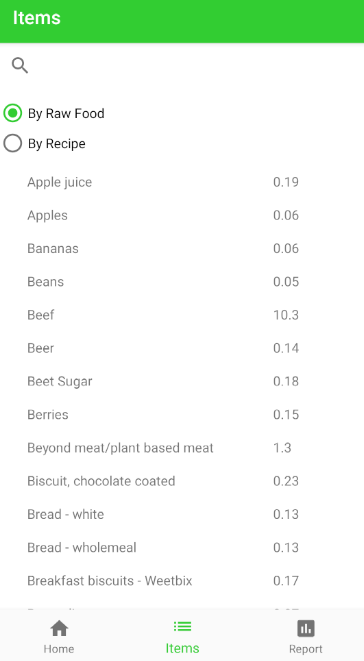 Items
By Raw Food
By Recipe
Apple juice 0.19
Apples 0.06
Bananas 0.06
Beans 0.05
Beef 10.3
Beer 0.14
Beet Sugar 0.18
Berries 0.15
Beyond meat/plant based meat 1.3
Biscuit, chocolate coated 0.23
Bread - white 0.13
Bread - wholemeal 0.13
Breakfast biscuits - Weetbix 0.17
Home Items Report